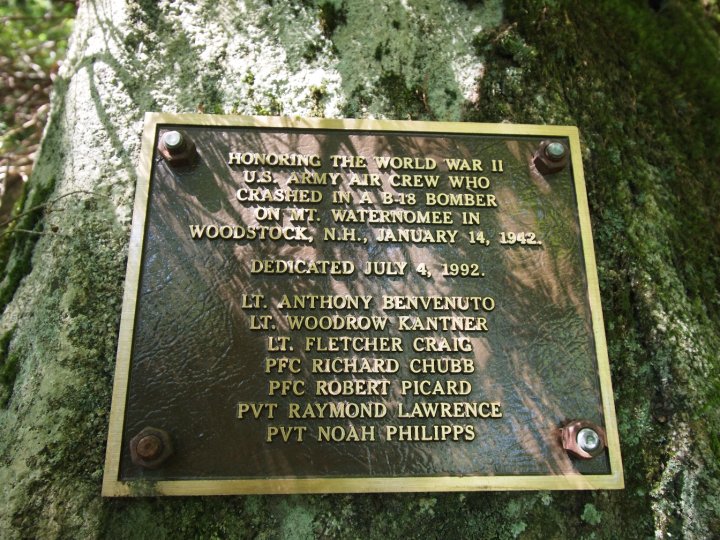 HONORING THE WORLD WAR II
U.S. ARMY AIR CREW WHO
CRASHED IN A B-18 BOMBER
ON MT. WATERNOMEE IN
WOODSTOCK, N.H., JANUARY 14, 1942.
DEDICATED JULY 4, 1992.
LT. ANTHONY BENVENUTO
LT. WOODROW KANTNER
LT. FLETCHER CRAIG
PFC RICHARD CHUBB
PFC ROBERT PICARD
PVT RAYMOND LAWRENCE
PVT NOAH PHILIPPS